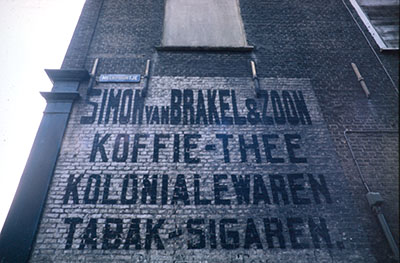 SIMON VAN BRAKEL & ZOON
KOFFIE-THEE
KOLONIALEWAREN
TABAK-SIGAREN.